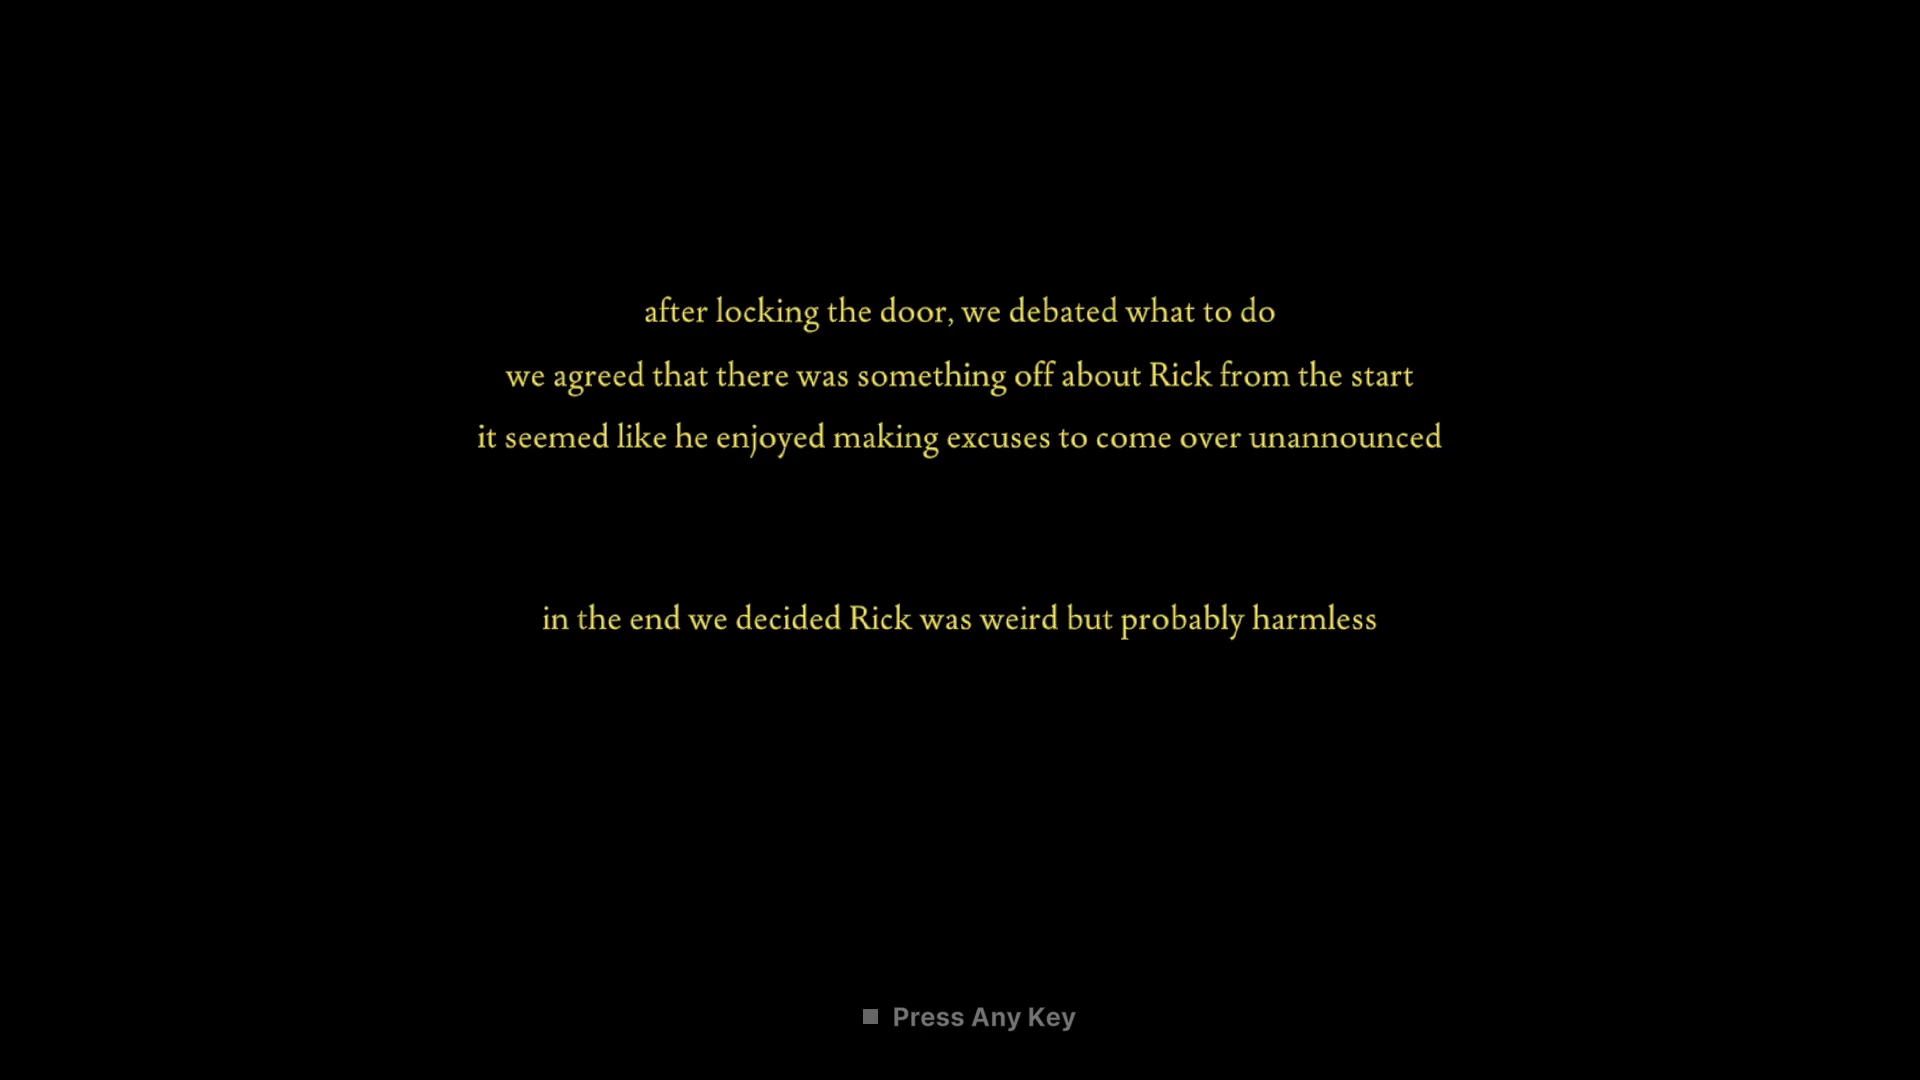 after locking the door, we debated what to do
we agreed that there was something off about Rick from the start
it seemed like he enjoyed making excuses to come over unannounced
in the end we decided Rick was weird but probably harmless
Press Any Key